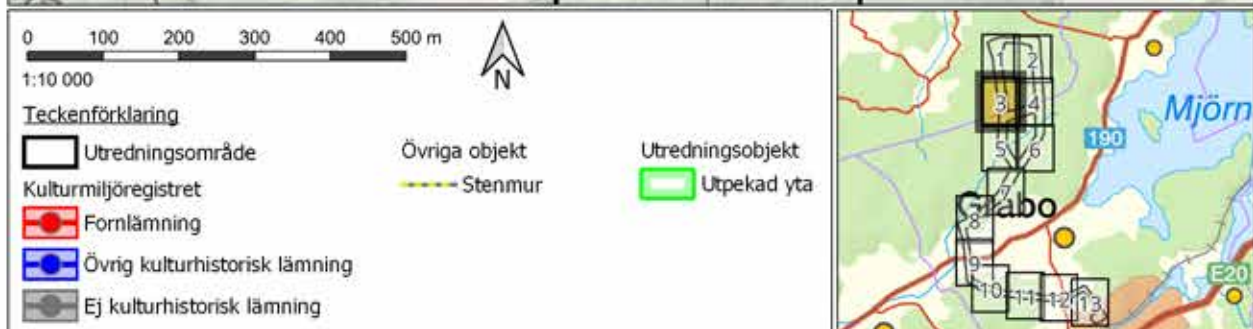 0 100 200 300 400 500 m
1:10 000
N
Teckenförklaring
Utredningsområde
Kulturmiljöregistret
Fornlämning
Övrig kulturhistorisk lämning
Ej kulturhistorisk lämning
Övriga objekt
Stenmur
Utredningsobjekt
Utpekad yta
1 2
3 4
Mjörn
190
5 6
7
Gråbo
8
9
10 11 12 13
E20